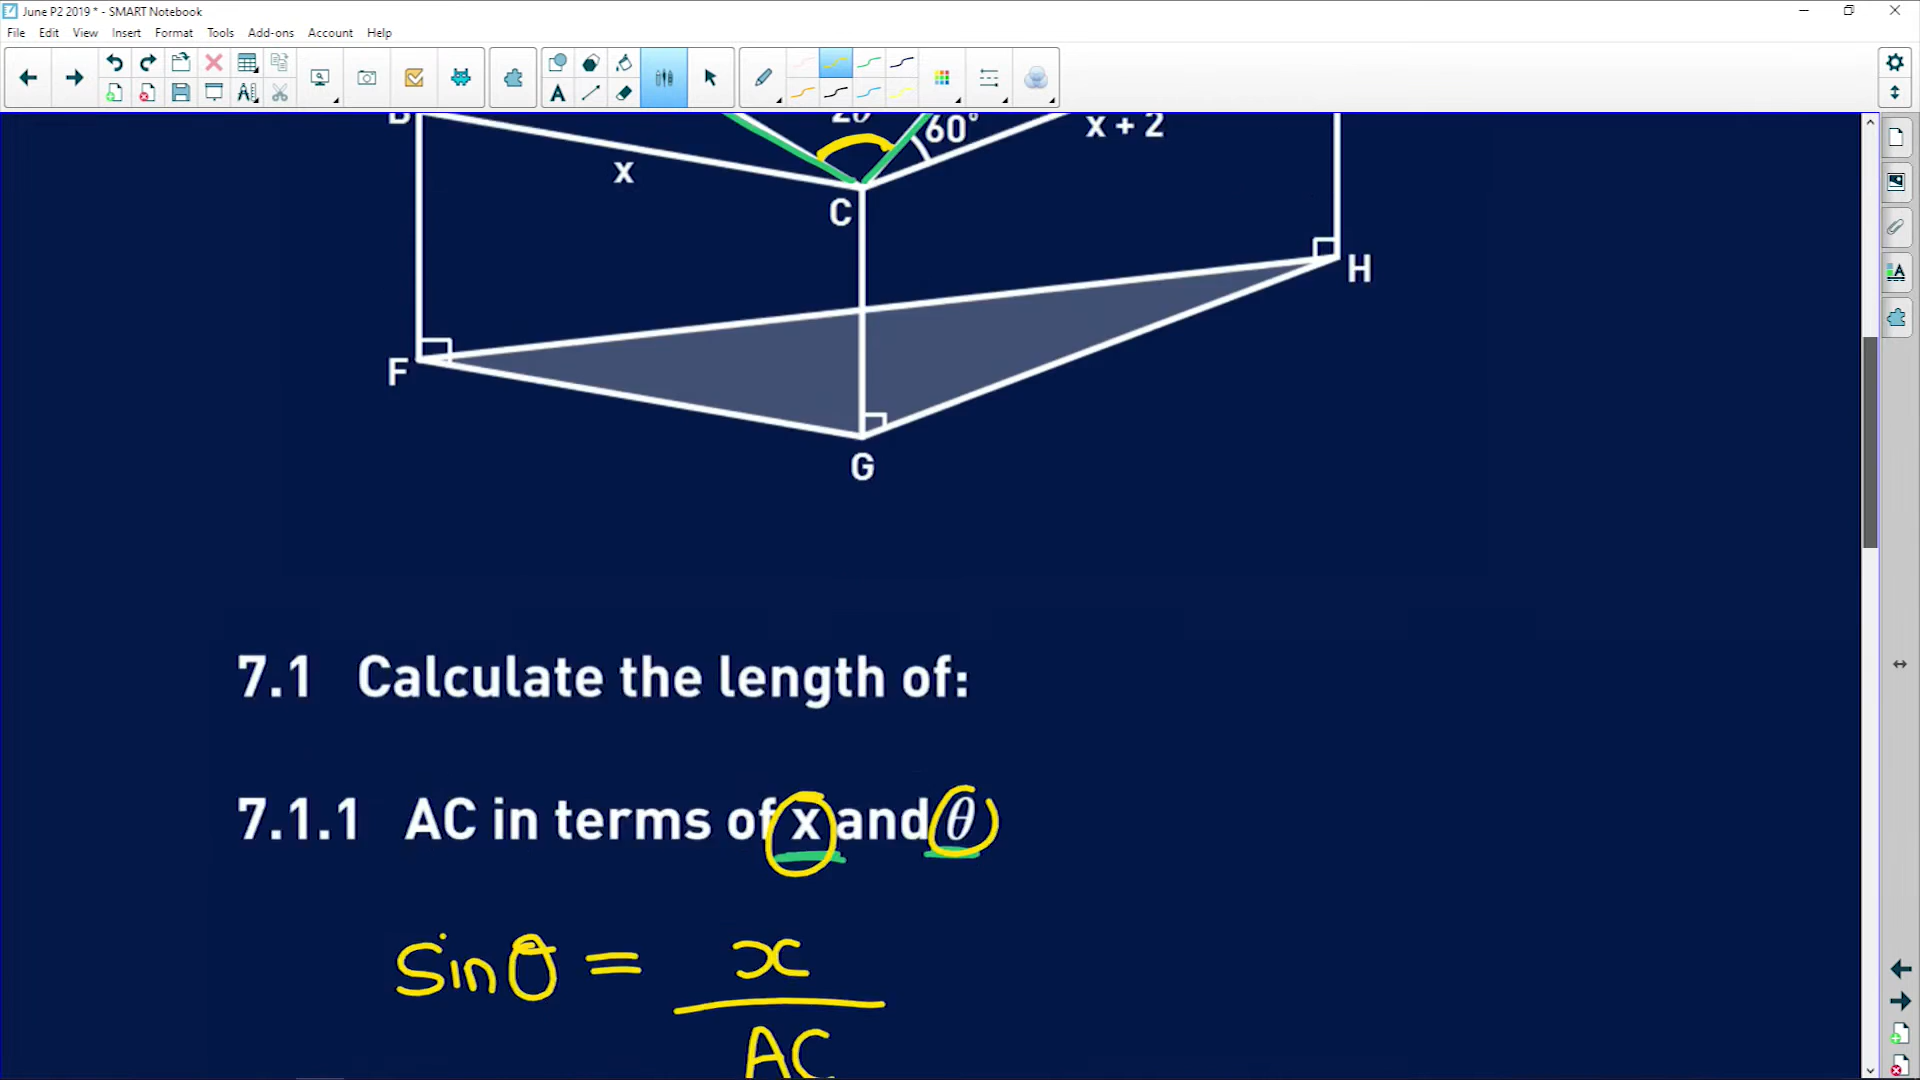 June P2 2019 * - SMART Notebook
File Edit View Insert Format Tools Add-ons Account Help
60°
x + 2
x
C
H
F
G
7.1 Calculate the length of:
7.1.1 AC in terms of x and θ
sin θ = x
AC